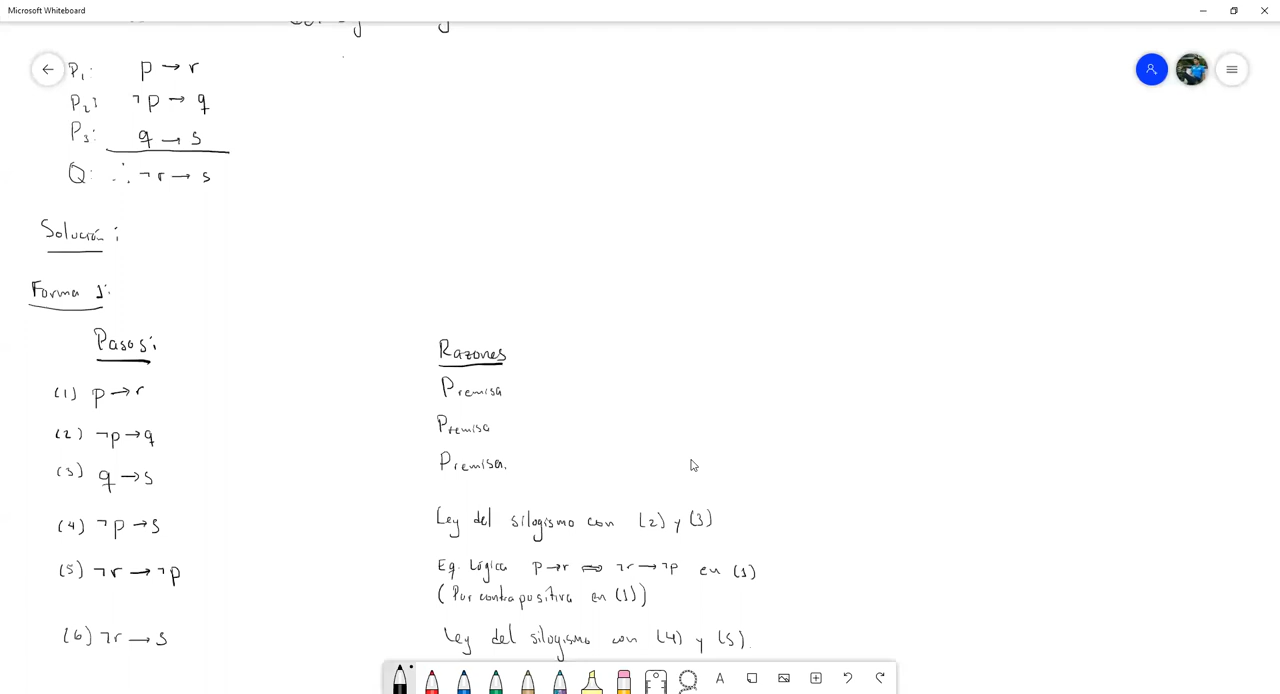 Microsoft Whiteboard
P₁: p → r
P₂: ¬p → q
P₃: q → s
Q: ∴ ¬r → s
Solución:
Forma 1:
Pasos: Razones
(1) p → r Premisa
(2) ¬p → q Premisa
(3) q → s Premisa.
(4) ¬p → s Ley del silogismo con (2) y (3)
(5) ¬r → ¬p Eq. Lógica p → r ⇔ ¬r → ¬p en (1)
(Por contrapositiva en (1))
(6) ¬r → s Ley del silogismo con (4) y (5).